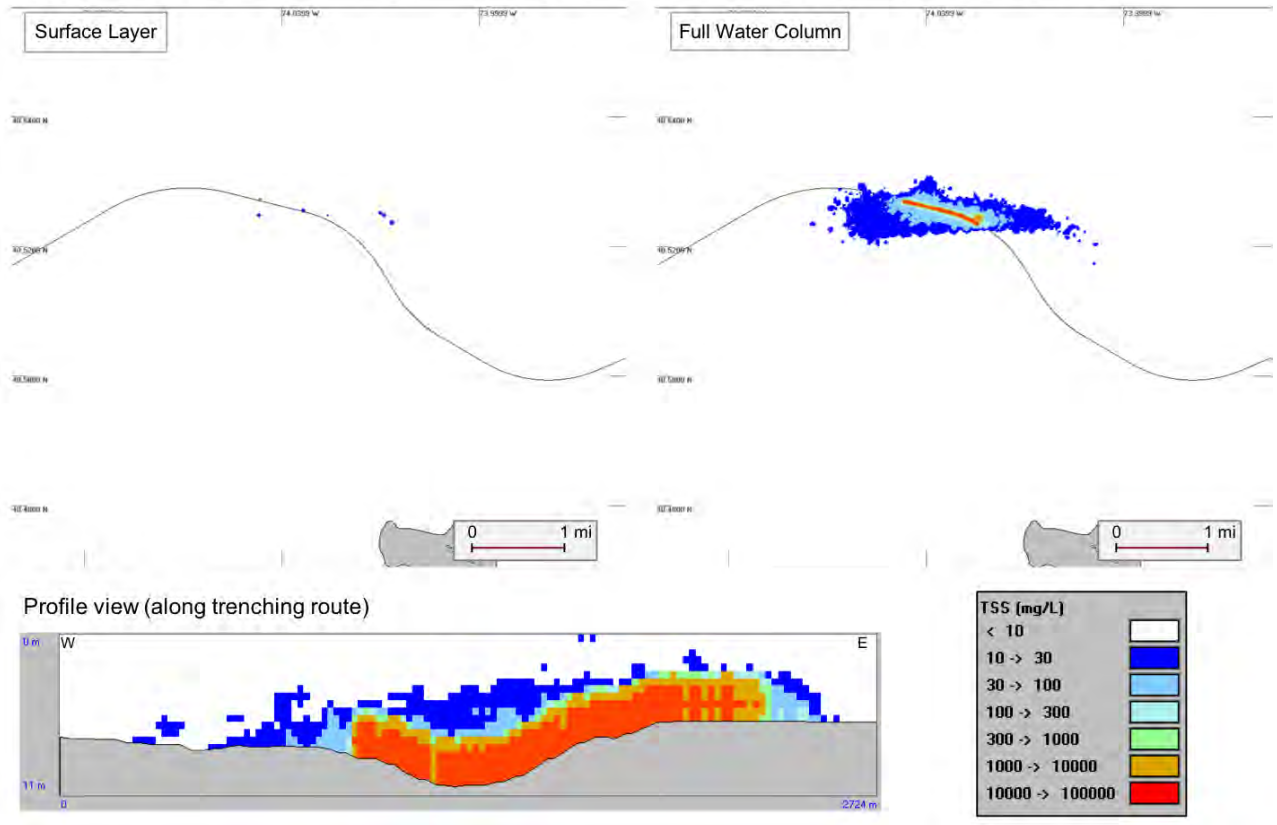 Surface Layer
Full Water Column
0 1 mi
0 1 mi
Profile view (along trenching route)
0 m
W
E
11 m
0
2724 m
TSS (mg/L)
< 10
10 -> 30
30 -> 100
100 -> 300
300 -> 1000
1000 -> 10000
10000 -> 100000